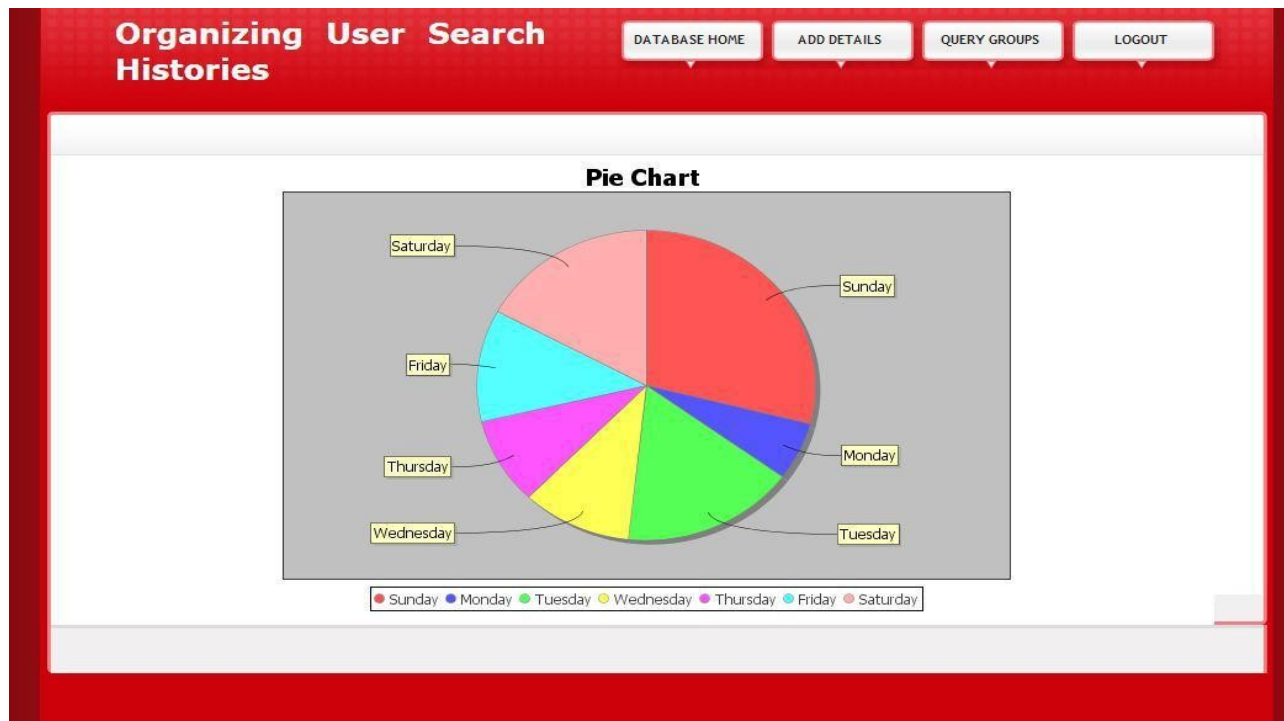 Organizing User Search
Histories
DATABASE HOME
ADD DETAILS
QUERY GROUPS
LOGOUT
Pie Chart
Saturday
Sunday
Friday
Monday
Thursday
Wednesday
Tuesday
Sunday Monday Tuesday Wednesday Thursday Friday Saturday